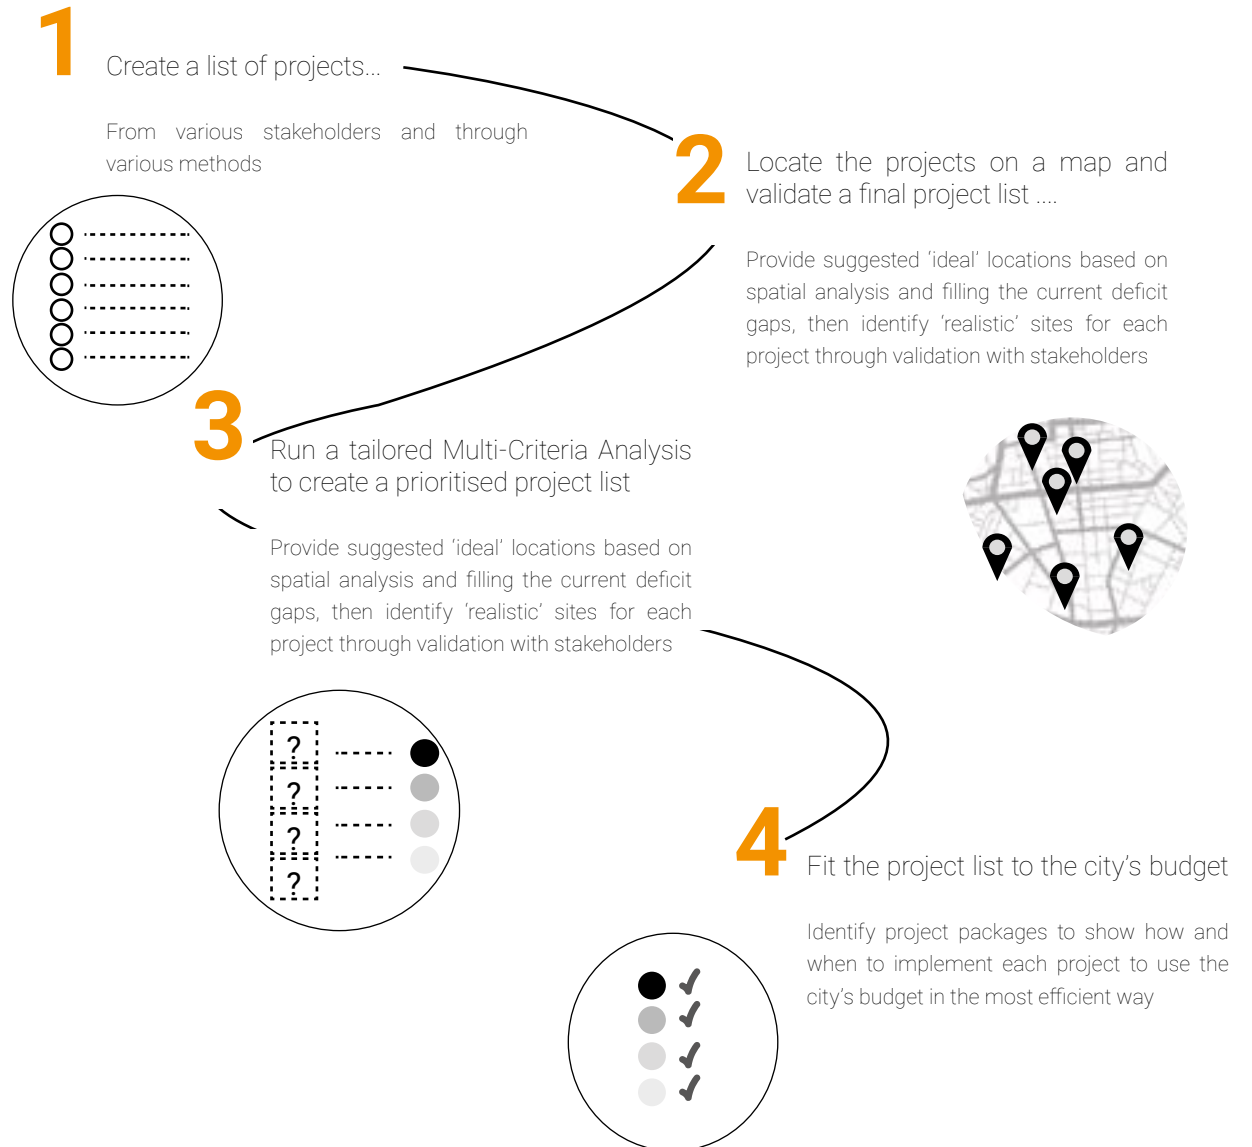 1
Create a list of projects...
From various stakeholders and through
various methods
2
Locate the projects on a map and
validate a final project list ....
Provide suggested ‘ideal’ locations based on
spatial analysis and filling the current deficit
gaps, then identify ‘realistic’ sites for each
project through validation with stakeholders
3
Run a tailored Multi-Criteria Analysis
to create a prioritised project list
Provide suggested ‘ideal’ locations based on
spatial analysis and filling the current deficit
gaps, then identify ‘realistic’ sites for each
project through validation with stakeholders
?
?
?
?
4
Fit the project list to the city’s budget
Identify project packages to show how and
when to implement each project to use the
city’s budget in the most efficient way